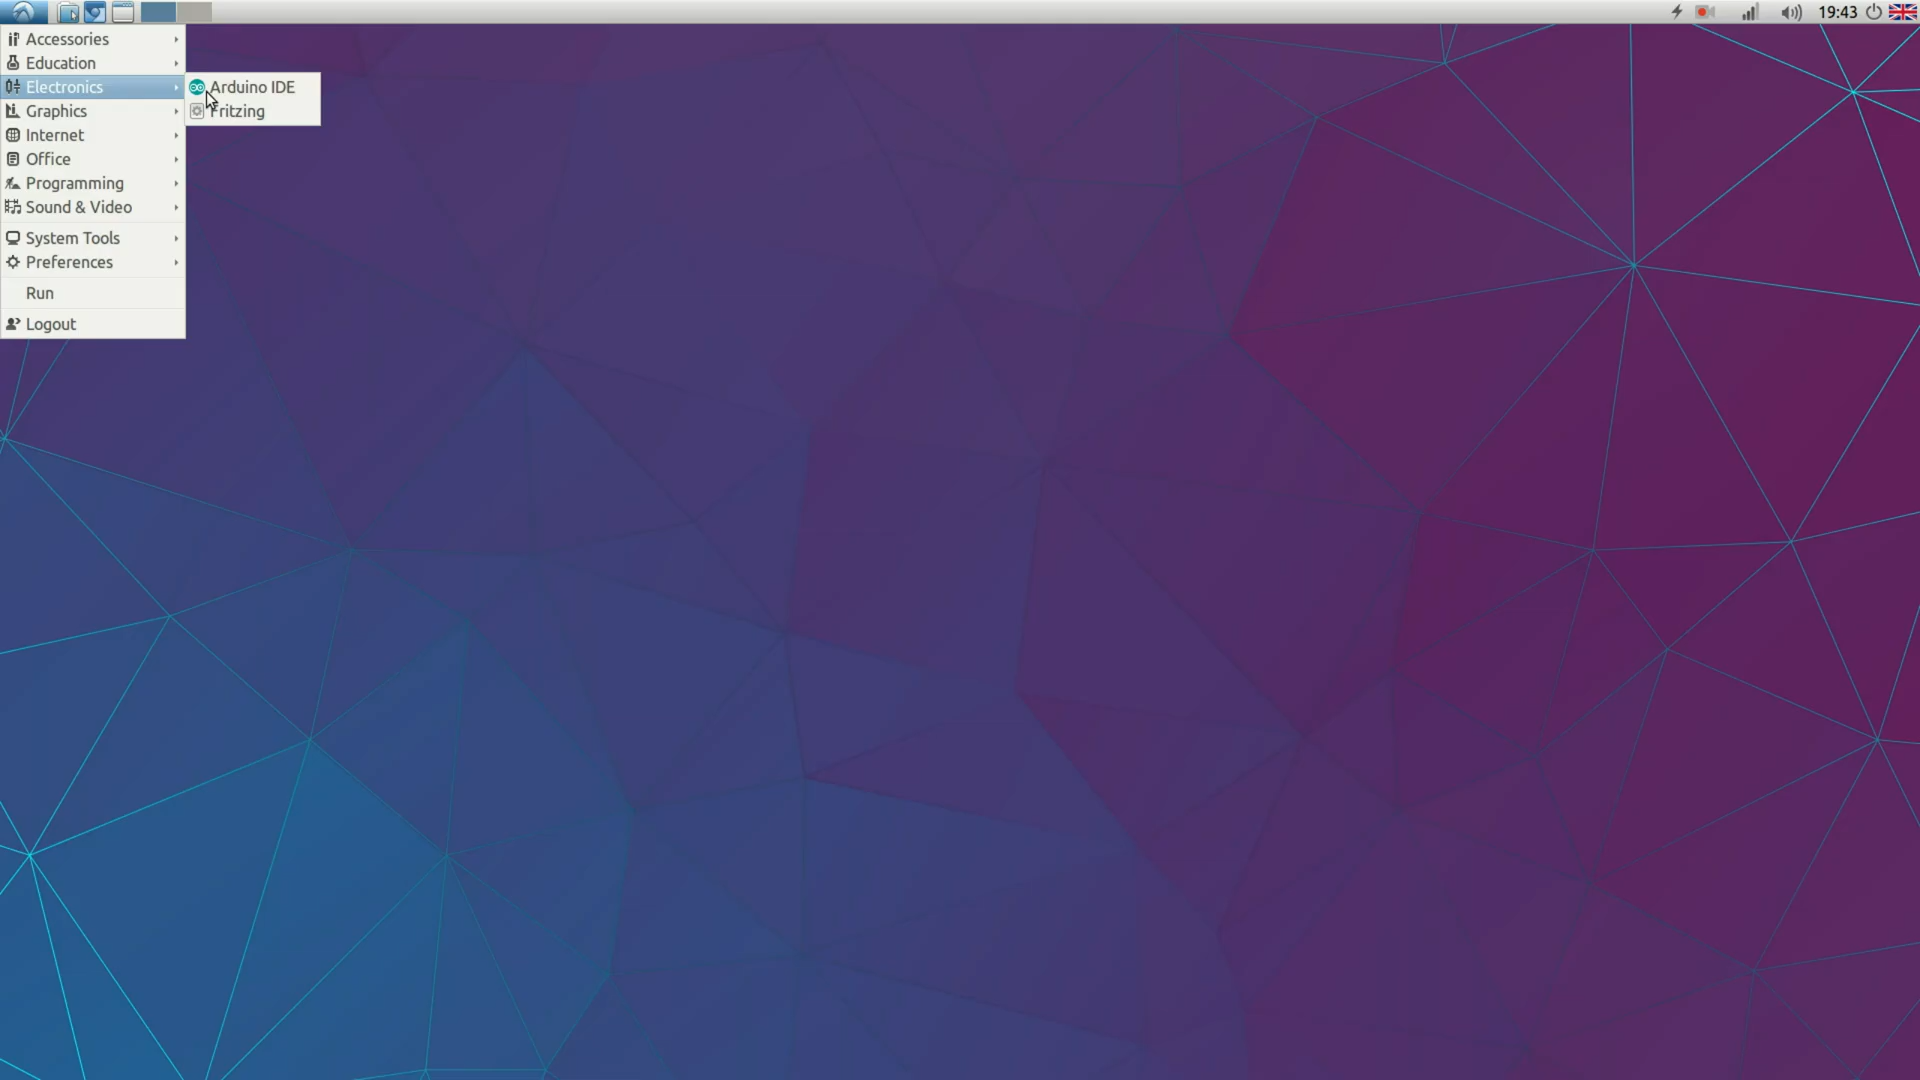 19:43
Accessories
Education
Electronics
Arduino IDE
Graphics
Fritzing
Internet
Office
Programming
Sound & Video
System Tools
Preferences
Run
Logout